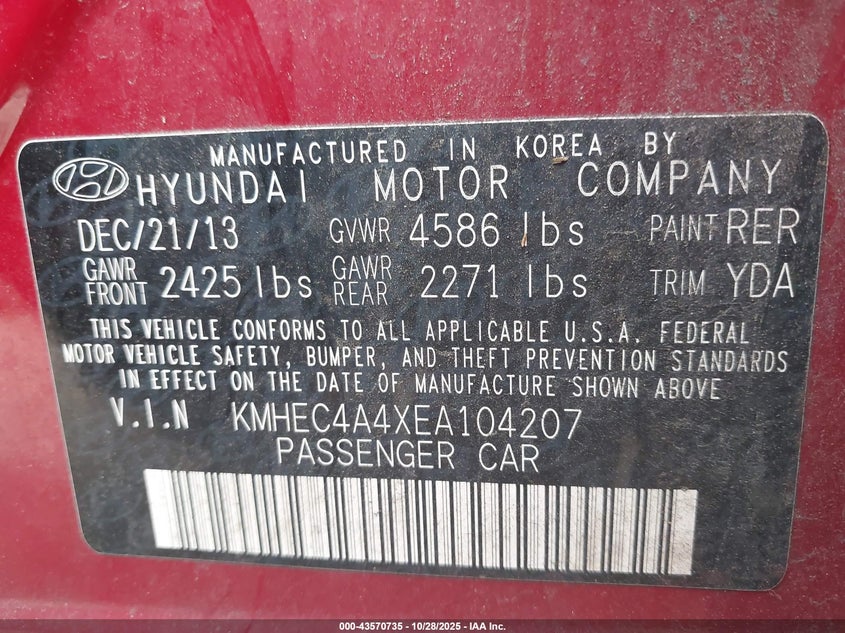 MANUFACTURED IN KOREA BY
HYUNDAI MOTOR COMPANY
DEC/21/13 GVWR 4586 lbs PAINT RER
GAWR FRONT 2425 lbs GAWR REAR 2271 lbs TRIM YDA
THIS VEHICLE CONFORMS TO ALL APPLICABLE U.S.A. FEDERAL
MOTOR VEHICLE SAFETY, BUMPER, AND THEFT PREVENTION STANDARDS
IN EFFECT ON THE DATE OF MANUFACTURE SHOWN ABOVE
V.I.N KMHEC4A4XEA104207
PASSENGER CAR
000-43570735 - 10/28/2025 - IAA Inc.